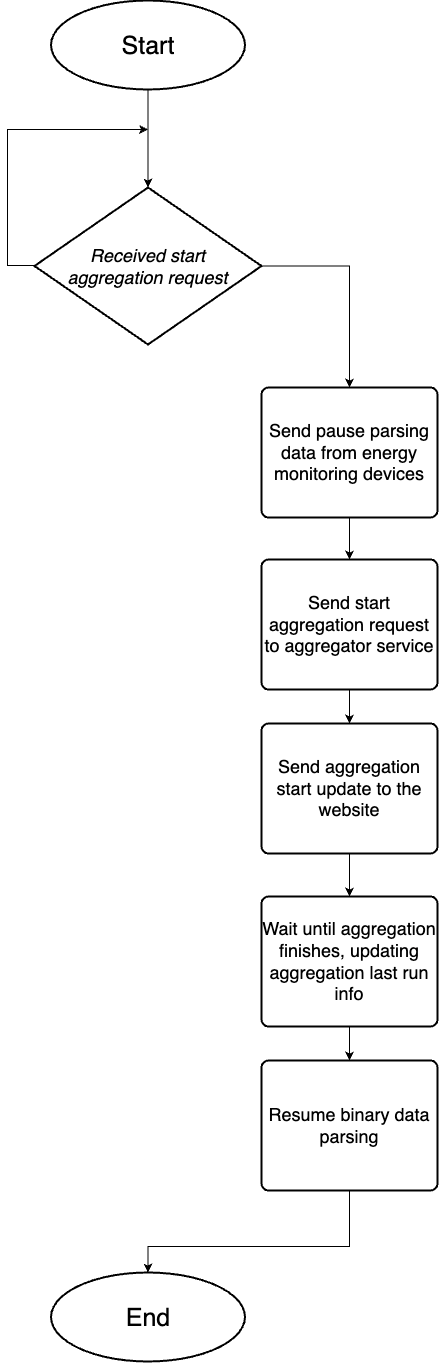 Start
Received start
aggregation request
Send pause parsing
data from energy
monitoring devices
Send start
aggregation request
to aggregator service
Send aggregation
start update to the
website
Wait until aggregation
finishes, updating
aggregation last run
info
Resume binary data
parsing
End